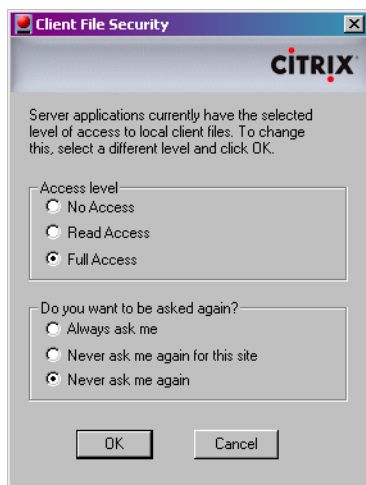 Client File Security
CİTRIX
Server applications currently have the selected
level of access to local client files. To change
this, select a different level and click OK.
Access level
No Access
Read Access
Full Access
Do you want to be asked again?
Always ask me
Never ask me again for this site
Never ask me again
OK
Cancel